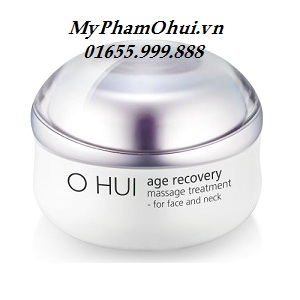 MyPhamOhui.vn
01655.999.888
O HUI age recovery
massage treatment
- for face and neck